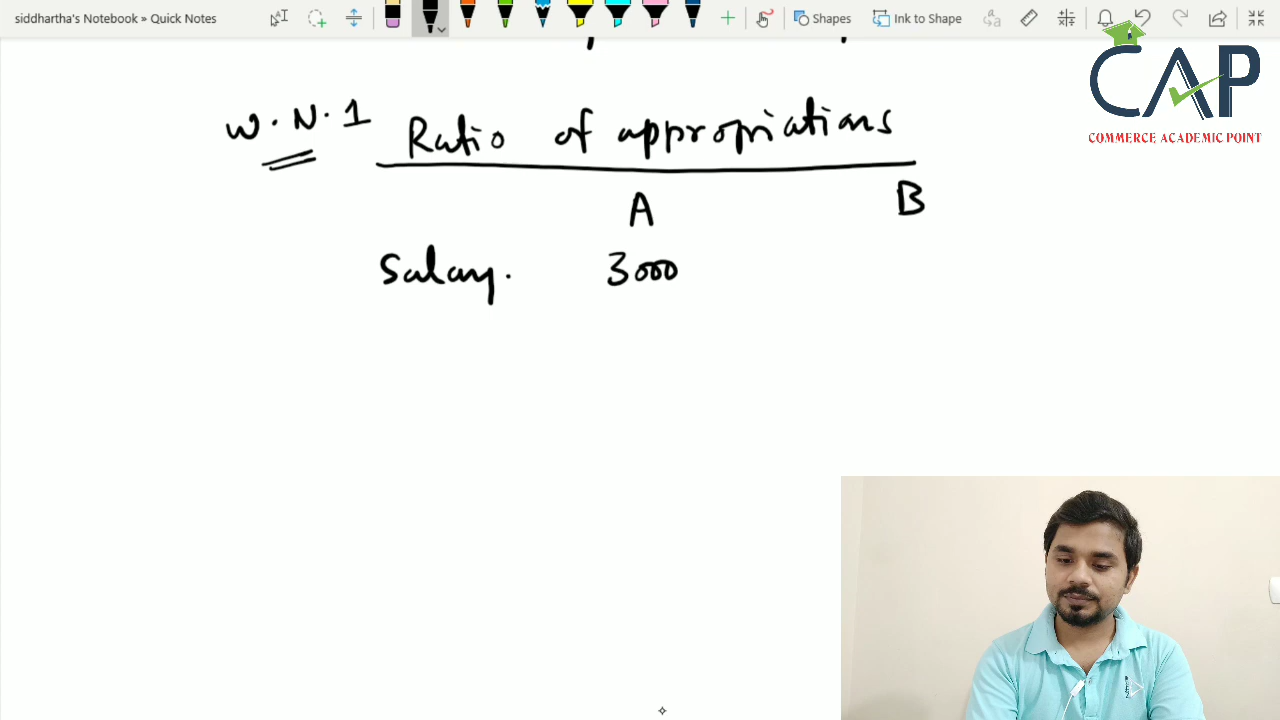 siddhartha's Notebook » Quick Notes
Shapes
Ink to Shape
CAP
COMMERCE ACADEMIC POINT
W.N.1 Ratio of appropriations
A B
Salary. 3000